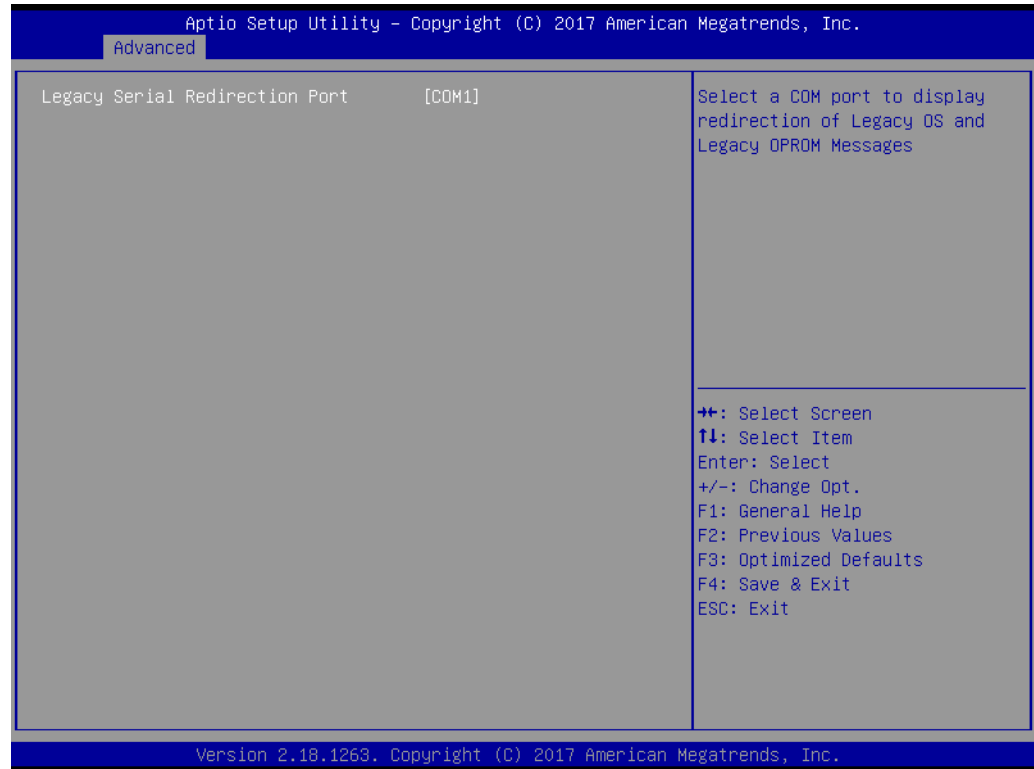 Aptio Setup Utility – Copyright (C) 2017 American Megatrends, Inc.
Advanced
Legacy Serial Redirection Port [COM1]
Select a COM port to display
redirection of Legacy OS and
Legacy OPROM Messages
→←: Select Screen
↑↓: Select Item
Enter: Select
+/-: Change Opt.
F1: General Help
F2: Previous Values
F3: Optimized Defaults
F4: Save & Exit
ESC: Exit
Version 2.18.1263. Copyright (C) 2017 American Megatrends, Inc.